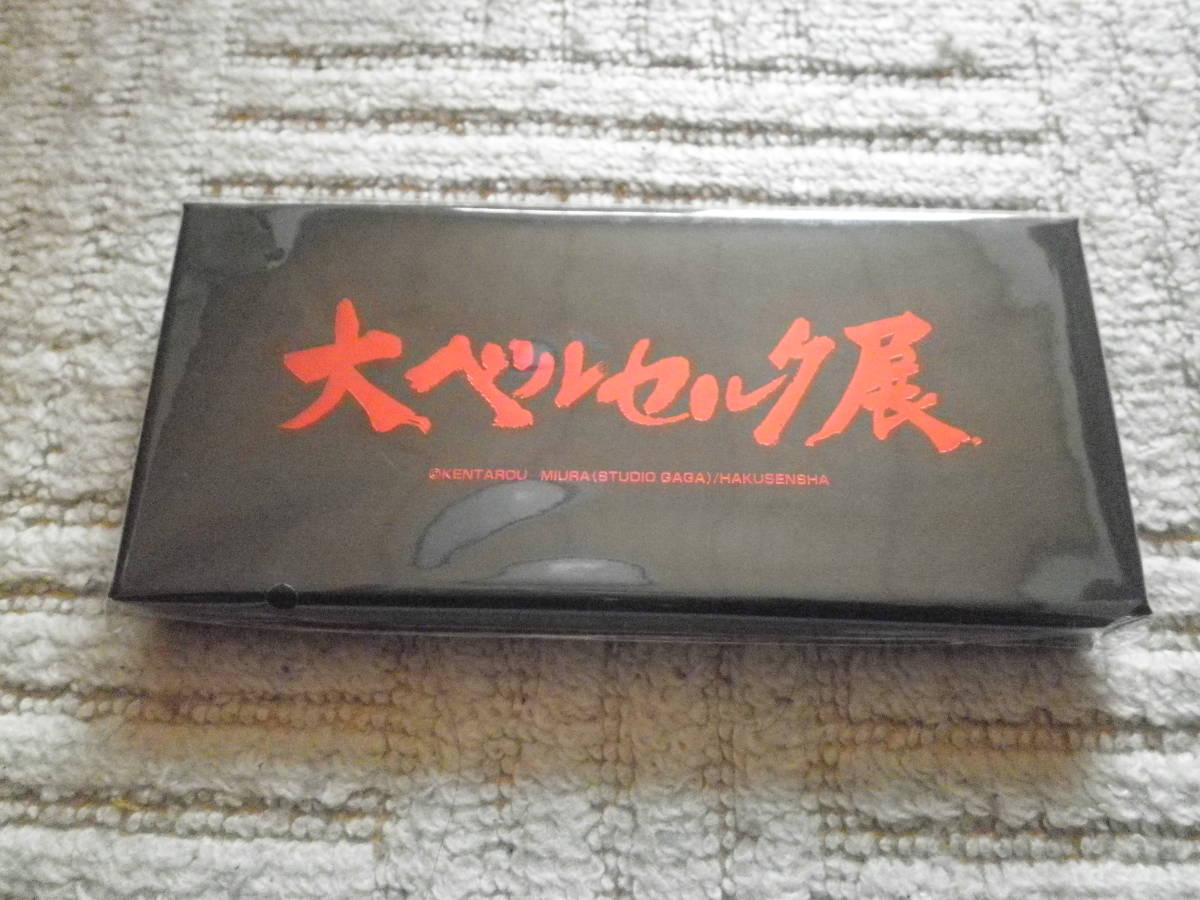 大ベルセルク展
©KENTAROU MIURA(STUDIO GAGA)/HAKUSENSHA